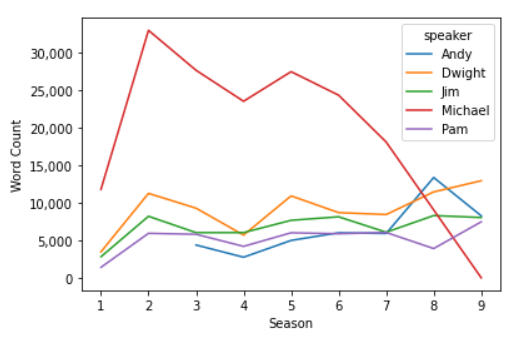 speaker
Andy
Dwight
Jim
Michael
Pam
Word Count
30,000
25,000
20,000
15,000
10,000
5,000
0
1 2 3 4 5 6 7 8 9
Season